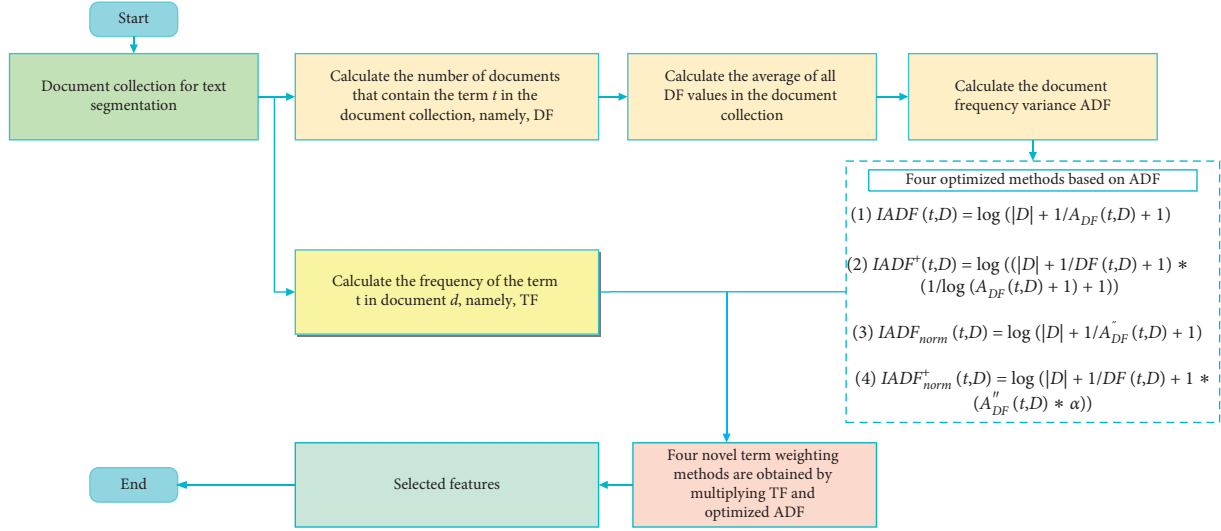 Start
Document collection for text
segmentation
Calculate the number of documents
that contain the term t in the
document collection, namely, DF
Calculate the average of all
DF values in the document
collection
Calculate the document
frequency variance ADF
Four optimized methods based on ADF
(1) IADF (t,D) = log (|D| + 1/A_DF (t,D) + 1)
(2) IADF⁺(t,D) = log ((|D| + 1/DF (t,D) + 1) *
(1/log (A_DF (t,D) + 1) + 1))
(3) IADF_norm (t,D) = log (|D| + 1/A″_DF (t,D) + 1)
(4) IADF⁺_norm (t,D) = log (|D| + 1/DF (t,D) + 1 *
(A″_DF (t,D) * α))
Calculate the frequency of the term
t in document d, namely, TF
Four novel term weighting
methods are obtained by
multiplying TF and
optimized ADF
Selected features
End